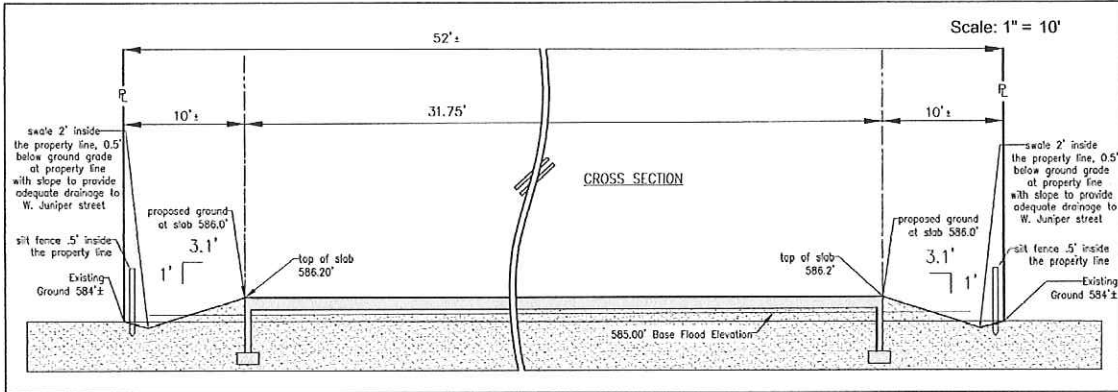 Scale: 1" = 10'
52'±
PL
PL
10'±
31.75'
10'±
swale 2' inside
the property line, 0.5'
below ground grade
at property line
with slope to provide
adequate drainage to
W. Juniper street
swale 2' inside
the property line, 0.5'
below ground grade
at property line
with slope to provide
adequate drainage to
W. Juniper street
CROSS SECTION
proposed ground
at slab 586.0'
proposed ground
at slab 586.0'
silt fence .5' inside
the property line
3.1'
1'
top of slab
586.20'
top of slab
586.2'
3.1'
1'
silt fence .5' inside
the property line
Existing
Ground 584'±
Existing
Ground 584'±
585.00' Base Flood Elevation